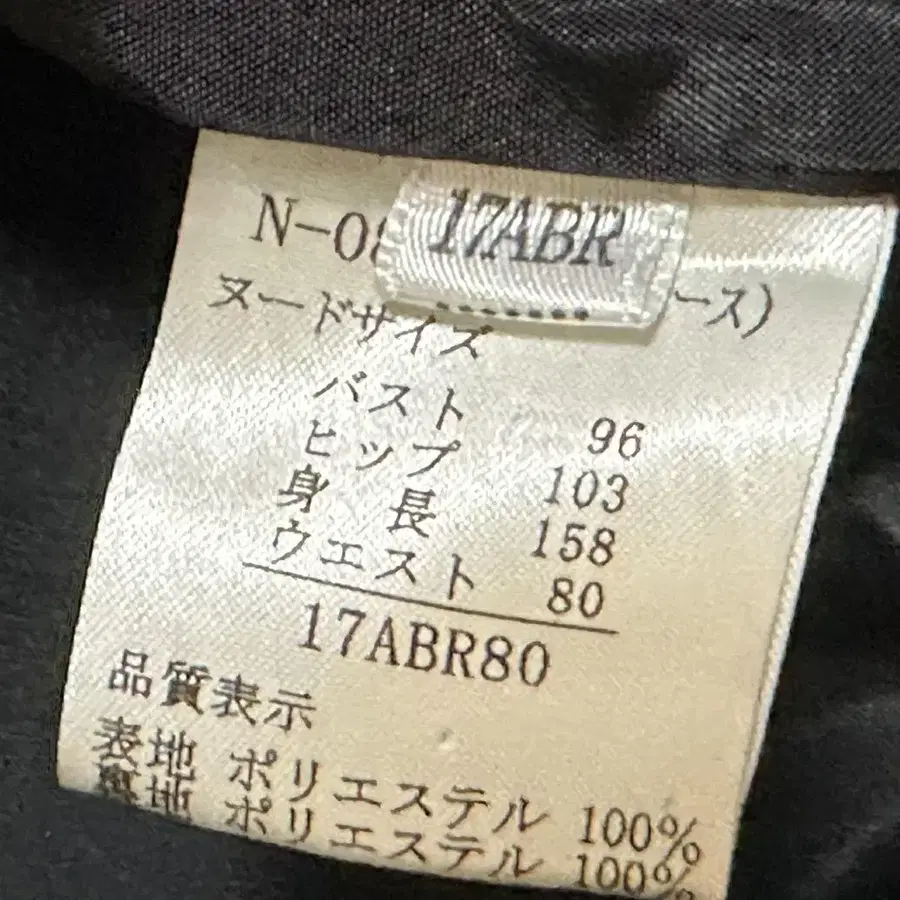 17ABR
N-08
ヌードサイズ ース)
バスト 96
ヒップ 103
身 長 158
ウエスト 80
17ABR80
品質表示
表地 ポリエステル 100%
裏地 ポリエステル 100%